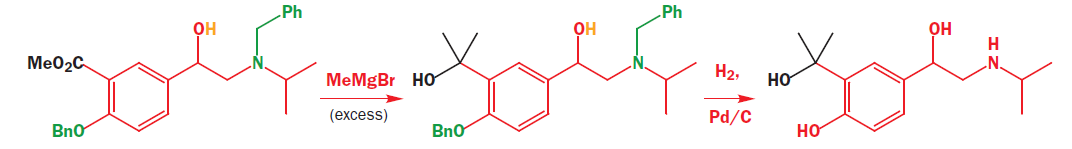 MeO₂C
OH
Ph
N
BnO
MeMgBr
(excess)
HO
OH
Ph
N
BnO
H₂,
Pd/C
HO
OH
H
N
HO